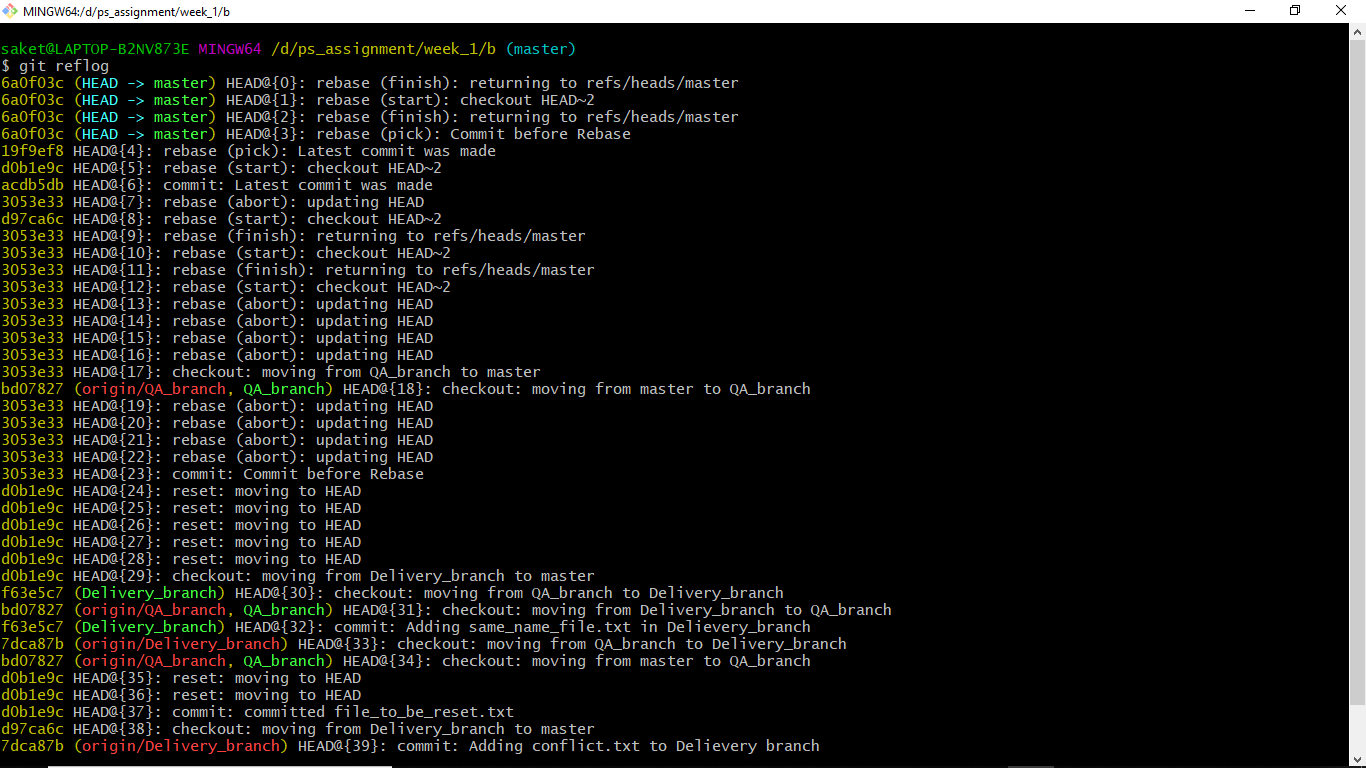 MINGW64:/d/ps_assignment/week_1/b
saket@LAPTOP-B2NV873E MINGW64 /d/ps_assignment/week_1/b (master)
$ git reflog
6a0f03c (HEAD -> master) HEAD@{0}: rebase (finish): returning to refs/heads/master
6a0f03c (HEAD -> master) HEAD@{1}: rebase (start): checkout HEAD~2
6a0f03c (HEAD -> master) HEAD@{2}: rebase (finish): returning to refs/heads/master
6a0f03c (HEAD -> master) HEAD@{3}: rebase (pick): Commit before Rebase
19f9ef8 HEAD@{4}: rebase (pick): Latest commit was made
d0b1e9c HEAD@{5}: rebase (start): checkout HEAD~2
acdb5db HEAD@{6}: commit: Latest commit was made
3053e33 HEAD@{7}: rebase (abort): updating HEAD
d97ca6c HEAD@{8}: rebase (start): checkout HEAD~2
3053e33 HEAD@{9}: rebase (finish): returning to refs/heads/master
3053e33 HEAD@{10}: rebase (start): checkout HEAD~2
3053e33 HEAD@{11}: rebase (finish): returning to refs/heads/master
3053e33 HEAD@{12}: rebase (start): checkout HEAD~2
3053e33 HEAD@{13}: rebase (abort): updating HEAD
3053e33 HEAD@{14}: rebase (abort): updating HEAD
3053e33 HEAD@{15}: rebase (abort): updating HEAD
3053e33 HEAD@{16}: rebase (abort): updating HEAD
3053e33 HEAD@{17}: checkout: moving from QA_branch to master
bd07827 (origin/QA_branch, QA_branch) HEAD@{18}: checkout: moving from master to QA_branch
3053e33 HEAD@{19}: rebase (abort): updating HEAD
3053e33 HEAD@{20}: rebase (abort): updating HEAD
3053e33 HEAD@{21}: rebase (abort): updating HEAD
3053e33 HEAD@{22}: rebase (abort): updating HEAD
3053e33 HEAD@{23}: commit: Commit before Rebase
d0b1e9c HEAD@{24}: reset: moving to HEAD
d0b1e9c HEAD@{25}: reset: moving to HEAD
d0b1e9c HEAD@{26}: reset: moving to HEAD
d0b1e9c HEAD@{27}: reset: moving to HEAD
d0b1e9c HEAD@{28}: reset: moving to HEAD
d0b1e9c HEAD@{29}: checkout: moving from Delivery_branch to master
f63e5c7 (Delivery_branch) HEAD@{30}: checkout: moving from QA_branch to Delivery_branch
bd07827 (origin/QA_branch, QA_branch) HEAD@{31}: checkout: moving from Delivery_branch to QA_branch
f63e5c7 (Delivery_branch) HEAD@{32}: commit: Adding same_name_file.txt in Delievery_branch
7dca87b (origin/Delivery_branch) HEAD@{33}: checkout: moving from QA_branch to Delivery_branch
bd07827 (origin/QA_branch, QA_branch) HEAD@{34}: checkout: moving from master to QA_branch
d0b1e9c HEAD@{35}: reset: moving to HEAD
d0b1e9c HEAD@{36}: reset: moving to HEAD
d0b1e9c HEAD@{37}: commit: committed file_to_be_reset.txt
d97ca6c HEAD@{38}: checkout: moving from Delivery_branch to master
7dca87b (origin/Delivery_branch) HEAD@{39}: commit: Adding conflict.txt to Delievery branch